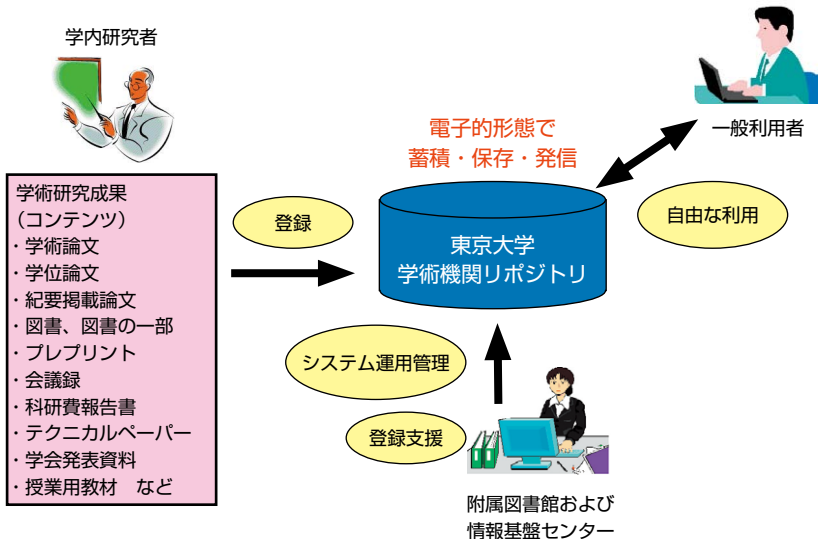 学内研究者
学術研究成果
(コンテンツ)
・学術論文
・学位論文
・紀要掲載論文
・図書、図書の一部
・プレプリント
・会議録
・科研費報告書
・テクニカルペーパー
・学会発表資料
・授業用教材　など
登録
電子的形態で
蓄積・保存・発信
東京大学
学術機関リポジトリ
一般利用者
自由な利用
システム運用管理
登録支援
附属図書館および
情報基盤センター